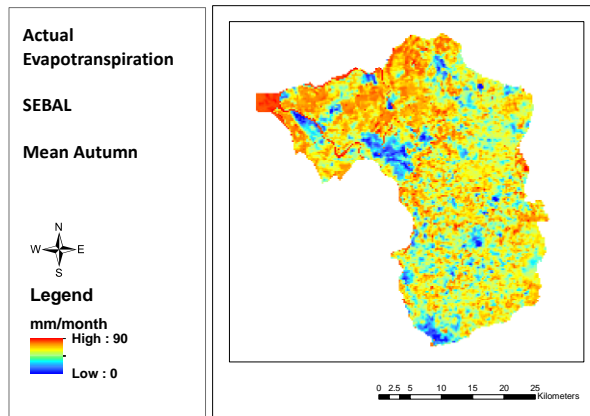 Actual
Evapotranspiration
SEBAL
Mean Autumn
N
W E
S
Legend
mm/month
High : 90
Low : 0
0 2.5 5 10 15 20 25
Kilometers